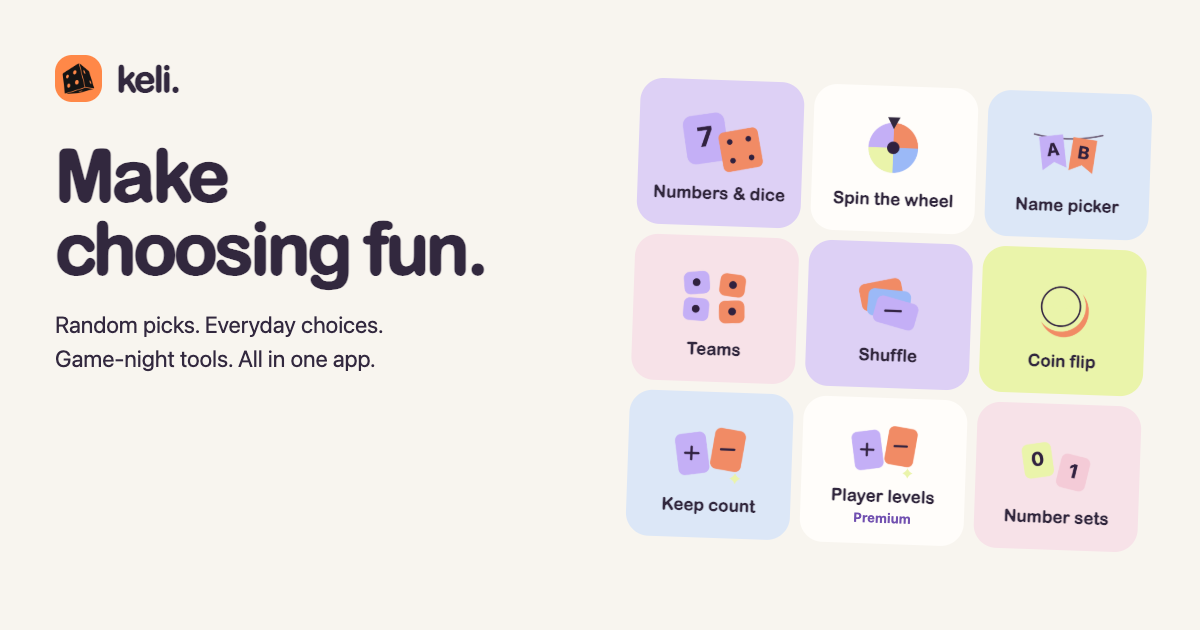 keli.
Make
choosing fun.
Random picks. Everyday choices.
Game-night tools. All in one app.
7
Numbers & dice
Spin the wheel
A B
Name picker
Teams
Shuffle
Coin flip
+ −
Keep count
+ −
Player levels
Premium
0 1
Number sets